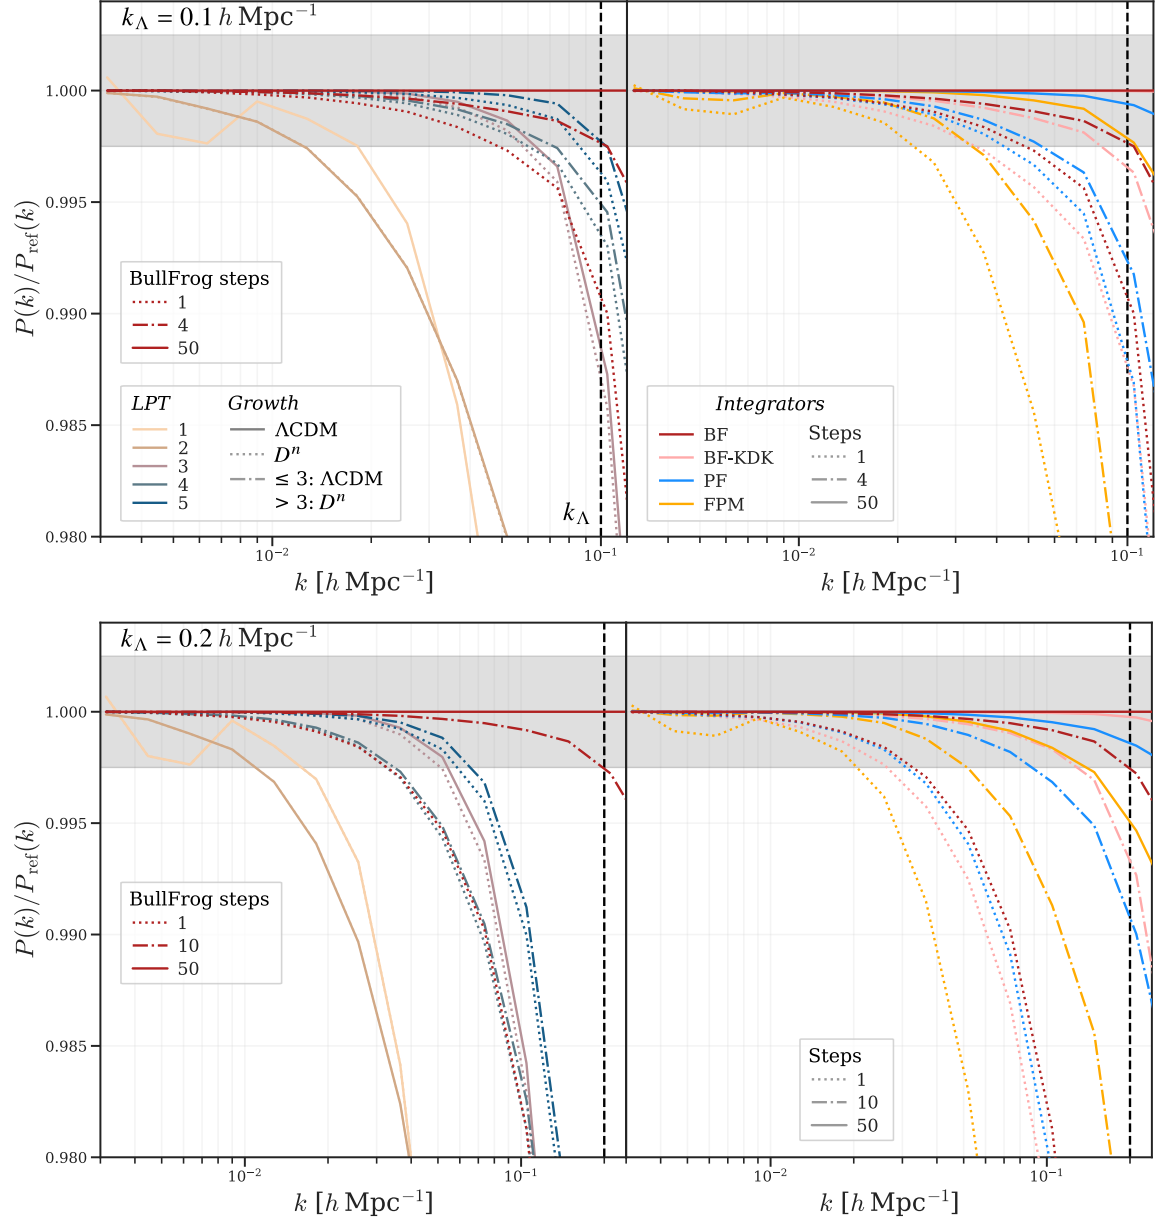 k_Λ = 0.1 h Mpc⁻¹
1.000
0.995
0.990
0.985
0.980
P(k)/P_ref(k)
BullFrog steps
1
4
50
LPT Growth
1 ΛCDM
2 Dⁿ
3 ≤ 3: ΛCDM
4 > 3: Dⁿ
5
k_Λ
Integrators
BF Steps
BF-KDK 1
PF 4
FPM 50
10⁻² 10⁻¹ 10⁻² 10⁻¹
k [h Mpc⁻¹] k [h Mpc⁻¹]
k_Λ = 0.2 h Mpc⁻¹
1.000
0.995
0.990
0.985
0.980
P(k)/P_ref(k)
BullFrog steps
1
10
50
Steps
1
10
50
10⁻² 10⁻¹ 10⁻² 10⁻¹
k [h Mpc⁻¹] k [h Mpc⁻¹]